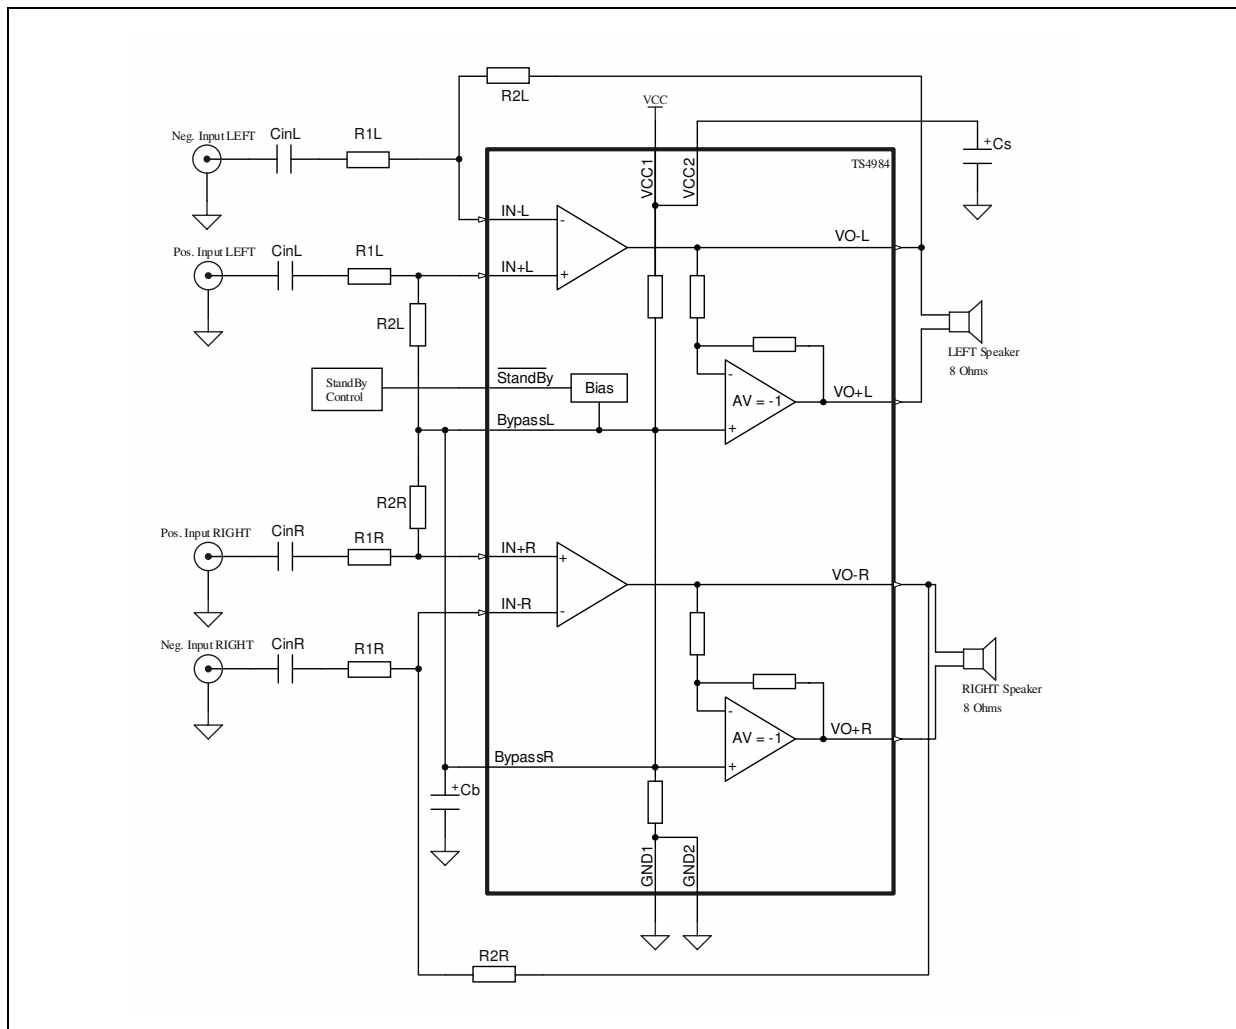 R2L
VCC
Neg. Input LEFT
CinL
R1L
+Cs
TS4984
VCC1
VCC2
IN-L
-
VO-L
Pos. Input LEFT
CinL
R1L
IN+L
+
R2L
LEFT Speaker
8 Ohms
StandBy
Control
StandBy
Bias
-
AV = -1
VO+L
BypassL
+
R2R
Pos. Input RIGHT
CinR
R1R
IN+R
+
VO-R
IN-R
-
Neg. Input RIGHT
CinR
R1R
RIGHT Speaker
8 Ohms
-
AV = -1
VO+R
BypassR
+
+Cb
GND1
GND2
R2R